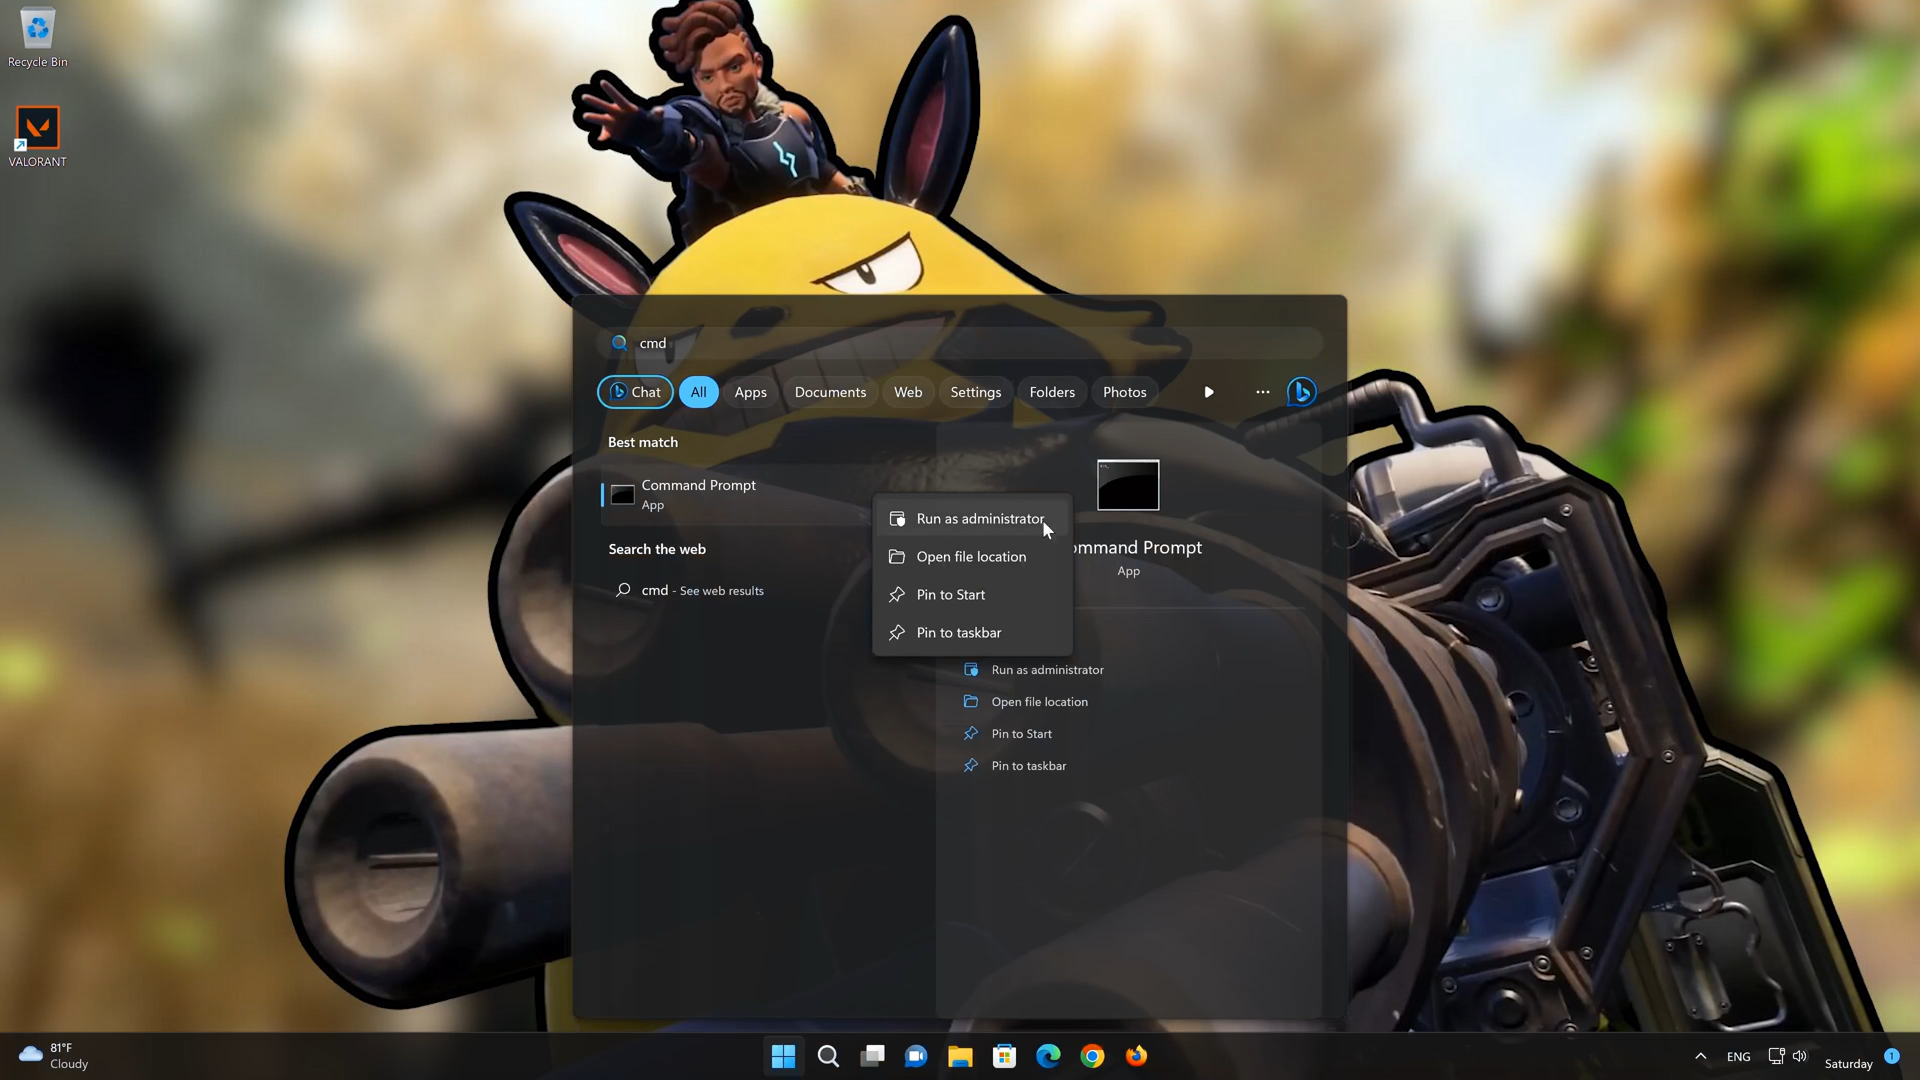 Recycle Bin
VALORANT
cmd
Chat
All
Apps
Documents
Web
Settings
Folders
Photos
Best match
Command Prompt
App
Search the web
cmd - See web results
Run as administrator
Open file location
Pin to Start
Pin to taskbar
ommand Prompt
App
Run as administrator
Open file location
Pin to Start
Pin to taskbar
81°F
Cloudy
ENG
Saturday
1